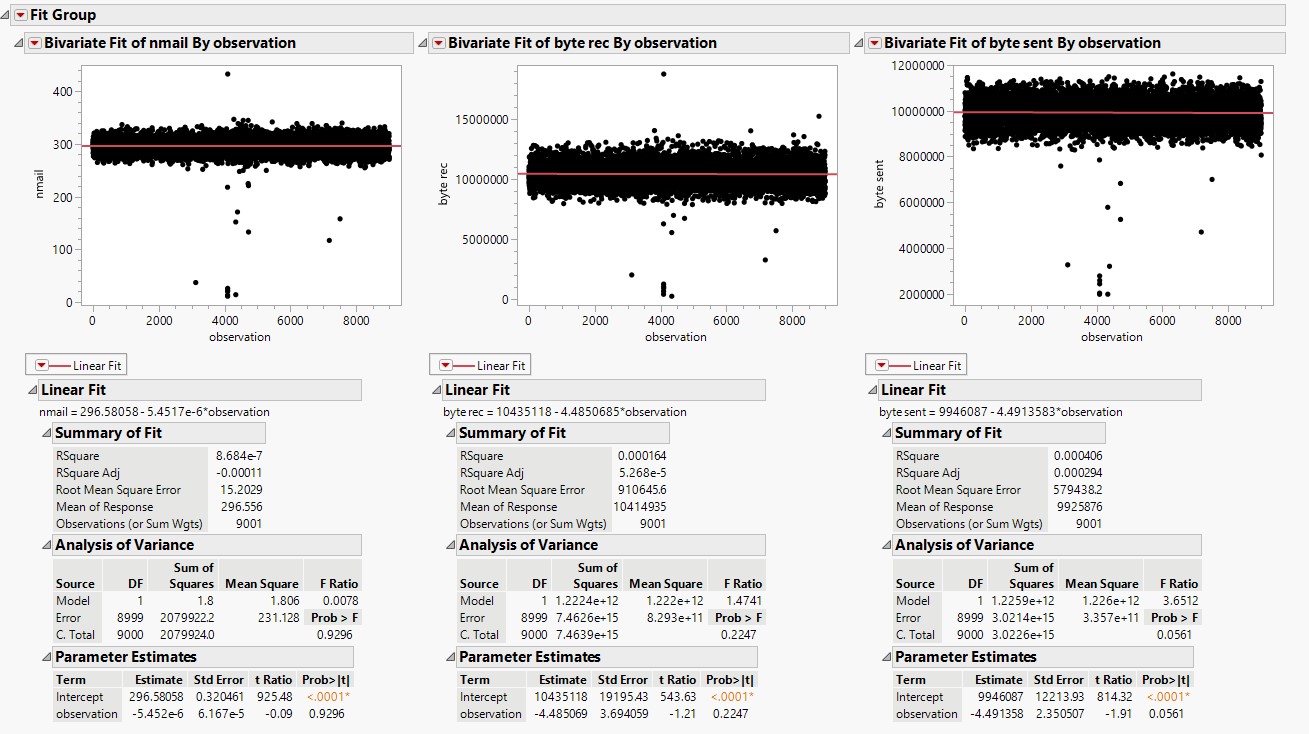 Fit Group
Bivariate Fit of nmail By observation
nmail
400
300
200
100
0
0 2000 4000 6000 8000
observation
Linear Fit
Linear Fit
nmail = 296.58058 - 5.4517e-6*observation
Summary of Fit
RSquare 8.684e-7
RSquare Adj -0.00011
Root Mean Square Error 15.2029
Mean of Response 296.556
Observations (or Sum Wgts) 9001
Analysis of Variance
Source DF Sum of Squares Mean Square F Ratio
Model 1 1.8 1.806 0.0078
Error 8999 2079922.2 231.128 Prob > F
C. Total 9000 2079924.0 0.9296
Parameter Estimates
Term Estimate Std Error t Ratio Prob>|t|
Intercept 296.58058 0.320461 925.48 <.0001*
observation -5.452e-6 6.167e-5 -0.09 0.9296
Bivariate Fit of byte rec By observation
byte rec
15000000
10000000
5000000
0
0 2000 4000 6000 8000
observation
Linear Fit
Linear Fit
byte rec = 10435118 - 4.4850685*observation
Summary of Fit
RSquare 0.000164
RSquare Adj 5.268e-5
Root Mean Square Error 910645.6
Mean of Response 10414935
Observations (or Sum Wgts) 9001
Analysis of Variance
Source DF Sum of Squares Mean Square F Ratio
Model 1 1.2224e+12 1.222e+12 1.4741
Error 8999 7.4626e+15 8.293e+11 Prob > F
C. Total 9000 7.4639e+15 0.2247
Parameter Estimates
Term Estimate Std Error t Ratio Prob>|t|
Intercept 10435118 19195.43 543.63 <.0001*
observation -4.485069 3.694059 -1.21 0.2247
Bivariate Fit of byte sent By observation
byte sent
12000000
10000000
8000000
6000000
4000000
2000000
0 2000 4000 6000 8000
observation
Linear Fit
Linear Fit
byte sent = 9946087 - 4.4913583*observation
Summary of Fit
RSquare 0.000406
RSquare Adj 0.000294
Root Mean Square Error 579438.2
Mean of Response 9925876
Observations (or Sum Wgts) 9001
Analysis of Variance
Source DF Sum of Squares Mean Square F Ratio
Model 1 1.2259e+12 1.226e+12 3.6512
Error 8999 3.0214e+15 3.357e+11 Prob > F
C. Total 9000 3.0226e+15 0.0561
Parameter Estimates
Term Estimate Std Error t Ratio Prob>|t|
Intercept 9946087 12213.93 814.32 <.0001*
observation -4.491358 2.350507 -1.91 0.0561